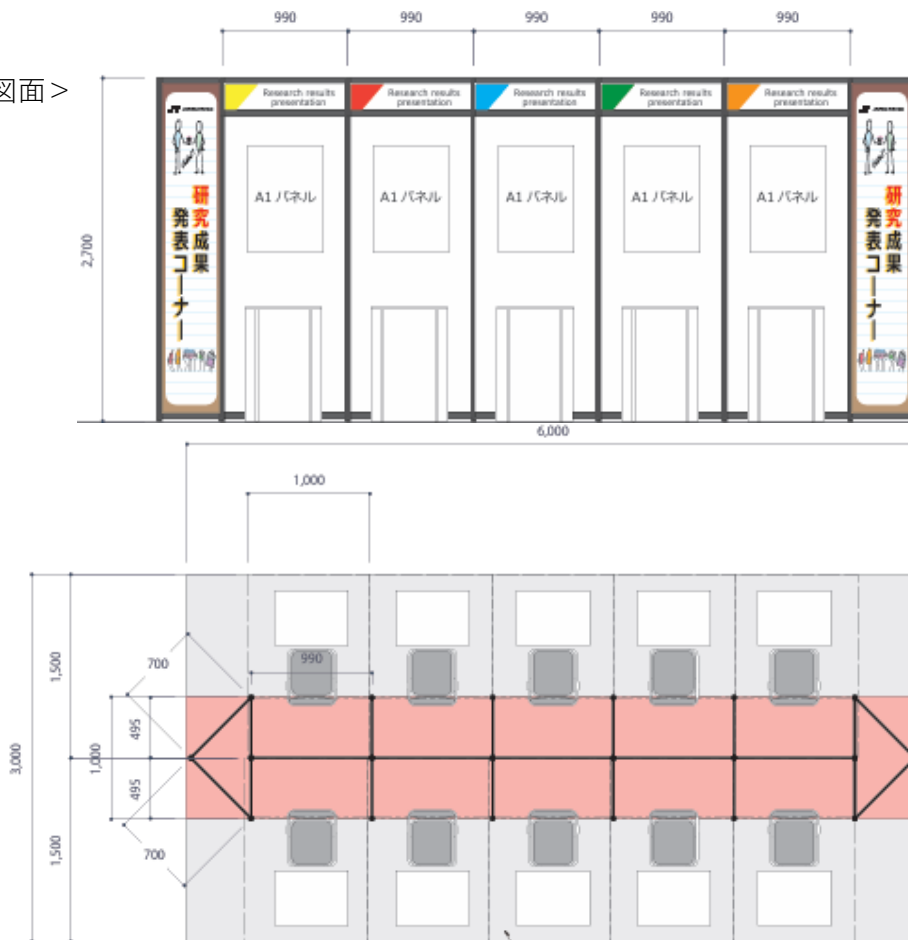 990 990 990 990 990
図面>
Research results
presentation
Research results
presentation
Research results
presentation
Research results
presentation
Research results
presentation
研究成果
発表コーナー
A1 パネル
A1 パネル
A1 パネル
A1 パネル
A1 パネル
研究成果
発表コーナー
2,700
6,000
1,000
990
700
1,500
495
3,000
1,000
495
1,500
700